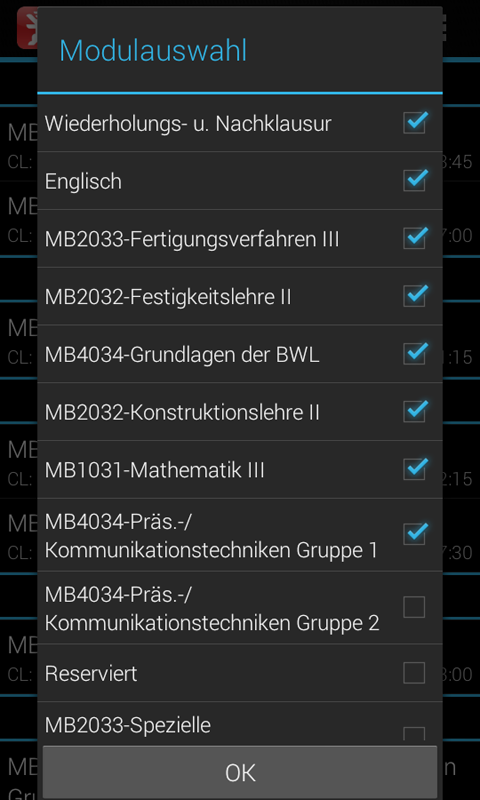 Modulauswahl
Wiederholungs- u. Nachklausur
Englisch
MB2033-Fertigungsverfahren III
MB2032-Festigkeitslehre II
MB4034-Grundlagen der BWL
MB2032-Konstruktionslehre II
MB1031-Mathematik III
MB4034-Präs.-/
Kommunikationstechniken Gruppe 1
MB4034-Präs.-/
Kommunikationstechniken Gruppe 2
Reserviert
MB2033-Spezielle
OK